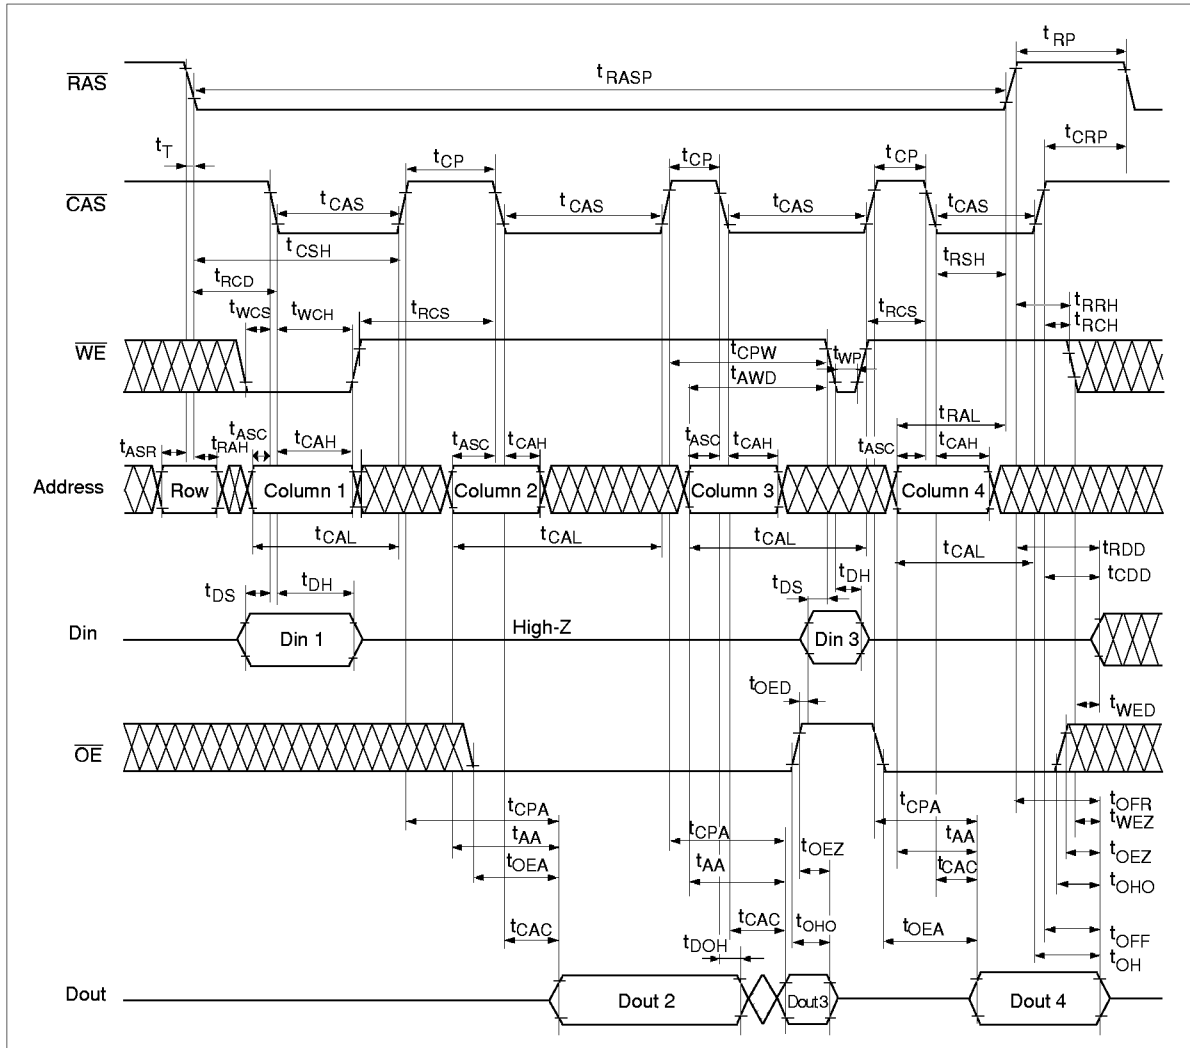 tRP
RAS
tRASP
tT
tCP
tCP
tCP
tCRP
CAS
tCAS
tCAS
tCAS
tCAS
tCSH
tRSH
tRCD
tWCS
tWCH
tRCS
tRCS
tRRH
tRCH
WE
tCPW
tWP
tAWD
tRAL
tASR
tRAH
tASC
tCAH
tASC
tCAH
tASC
tCAH
tASC
tCAH
Address
Row
Column 1
Column 2
Column 3
Column 4
tCAL
tCAL
tCAL
tCAL
tRDD
tCDD
tDS
tDH
tDS
tDH
Din
Din 1
High-Z
Din 3
tOED
tWED
OE
tCPA
tCPA
tCPA
tOFR
tWEZ
tAA
tAA
tOEZ
tAA
tOEZ
tOEA
tCAC
tOHO
tCAC
tCAC
tOHO
tOEA
tDOH
tOFF
tOH
Dout
Dout 2
Dout 3
Dout 4